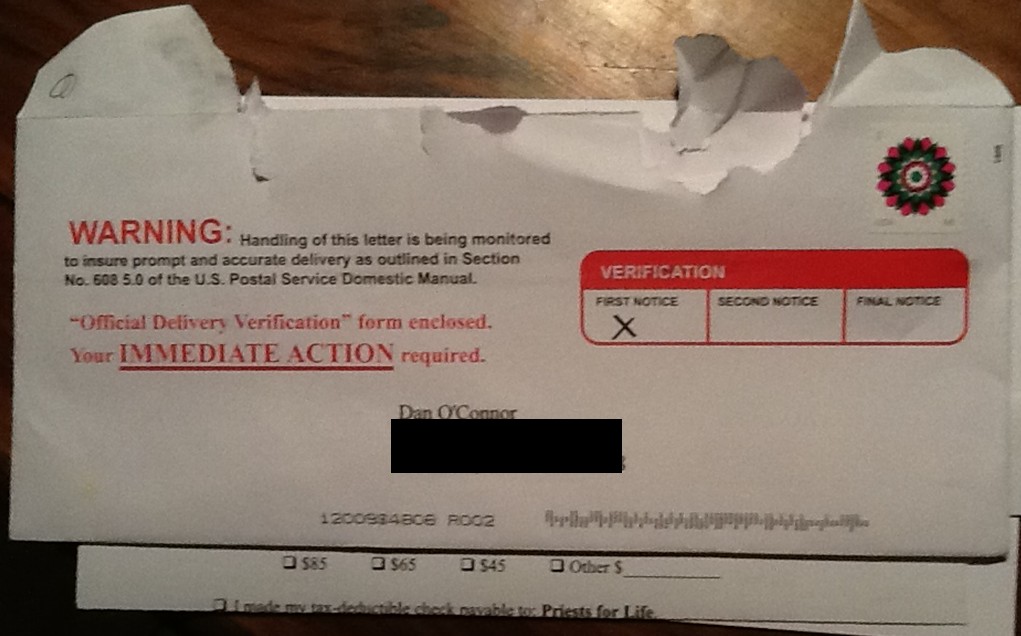 WARNING: Handling of this letter is being monitored
to insure prompt and accurate delivery as outlined in Section
No. 608 5.0 of the U.S. Postal Service Domestic Manual.
"Official Delivery Verification" form enclosed.
Your IMMEDIATE ACTION required.
VERIFICATION
FIRST NOTICE SECOND NOTICE FINAL NOTICE
X
Dan O'Connor
1200934808 R002
❑ $85 ❑ $65 ❑ $45 ❑ Other $
❑ I made my tax-deductible check payable to: Priests for Life